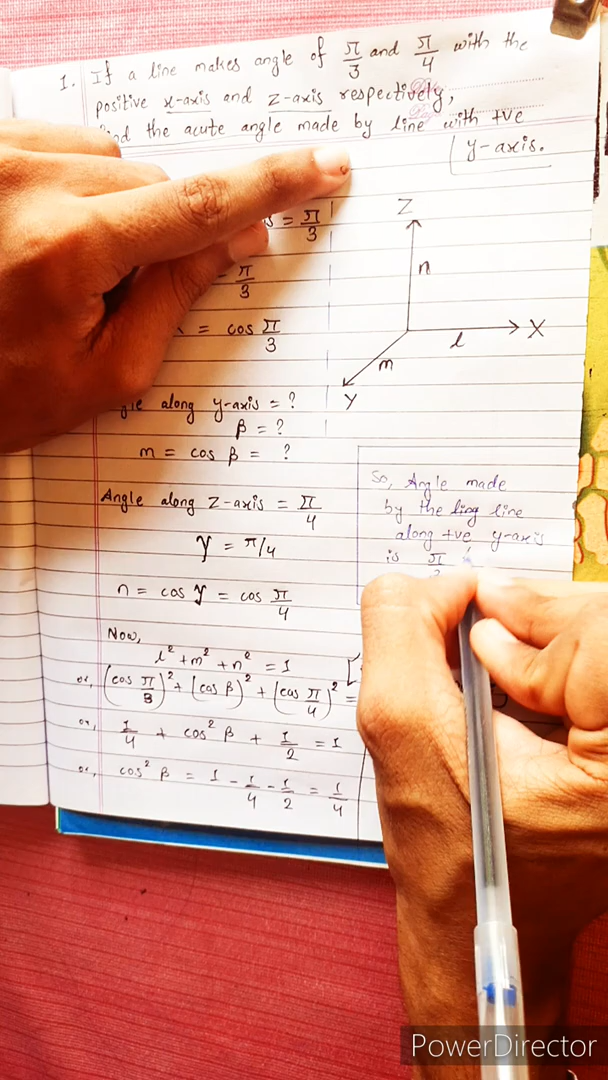 1. If a line makes angle of π/3 and π/4 with the
positive x-axis and z-axis respectively,
the acute angle made by line with +ve
y-axis.
= π/3
= π/3
= cos π/3
Z
n
X
l
m
Y
along y-axis = ?
β = ?
m = cos β = ?
Angle along z-axis = π/4
γ = π/4
n = cos γ = cos π/4
Now,
l² + m² + n² = 1
or, (cos π/3)² + (cos β)² + (cos π/4)² =
or, 1/4 + cos² β + 1/2 = 1
or, cos² β = 1 - 1/4 - 1/2 = 1/4
So, Angle made
by the line
along +ve y-axis
is π
PowerDirector